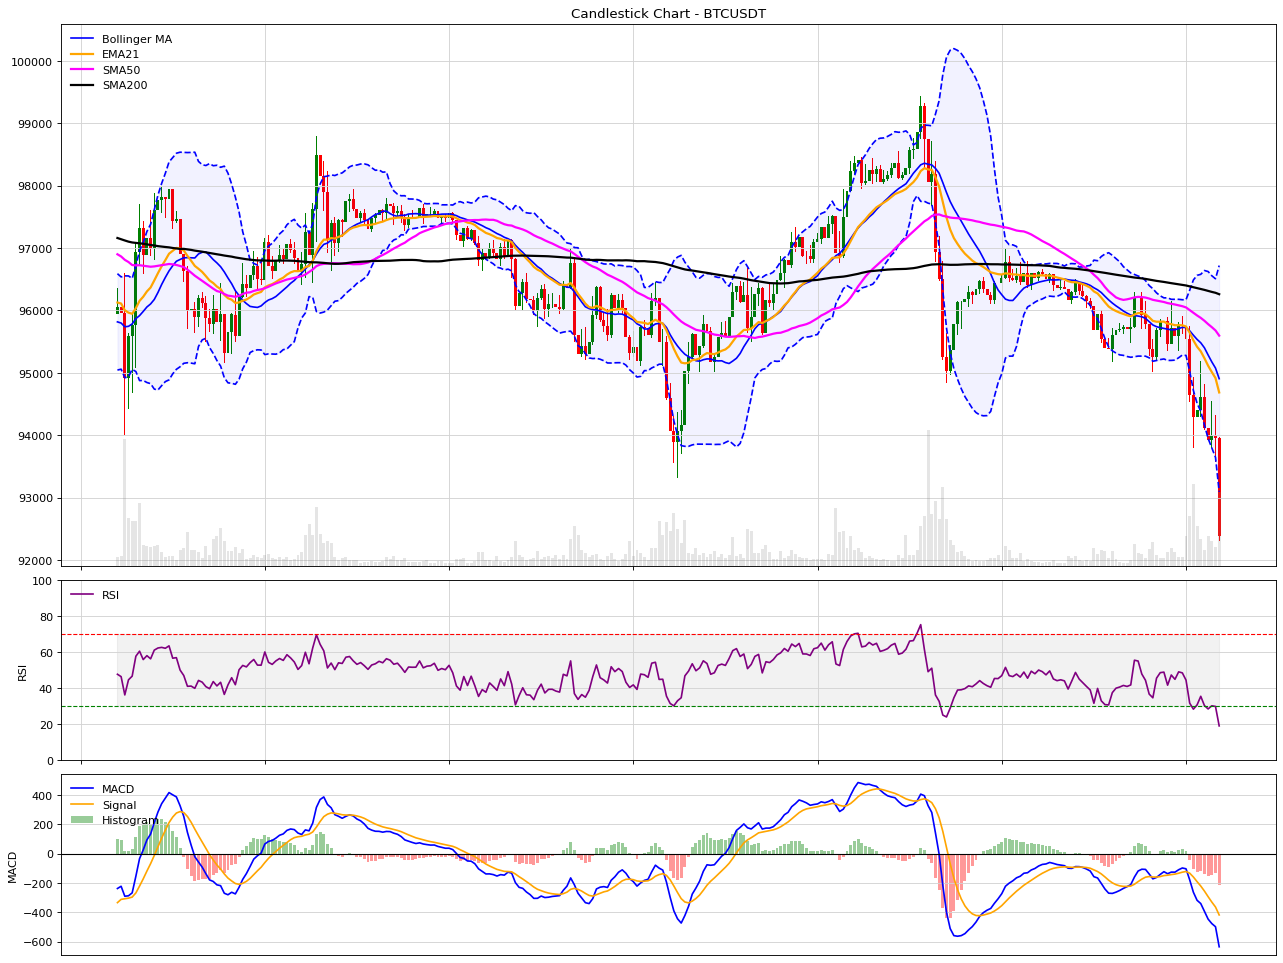 Candlestick Chart - BTCUSDT
Bollinger MA
EMA21
SMA50
SMA200
100000
99000
98000
97000
96000
95000
94000
93000
92000
RSI
100
80
60
40
20
0
RSI
MACD
Signal
Histogram
400
200
0
−200
−400
−600
MACD